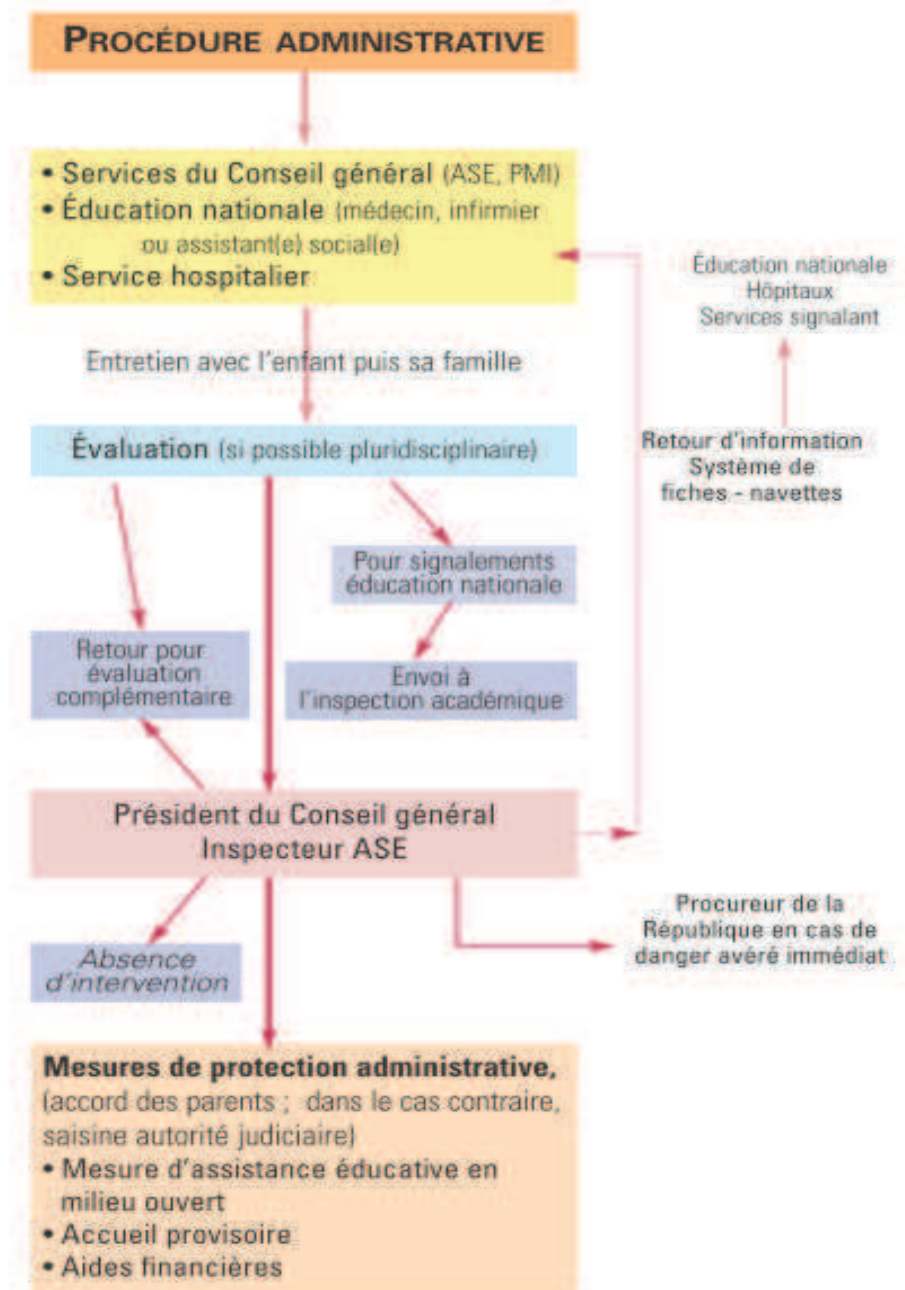 PROCÉDURE ADMINISTRATIVE
• Services du Conseil général (ASE, PMI)
• Éducation nationale (médecin, infirmier
ou assistant(e) social(e)
• Service hospitalier
Éducation nationale
Hôpitaux
Services signalant
Entretien avec l'enfant puis sa famille
Évaluation (si possible pluridisciplinaire)
Retour d'information
Système de
fiches - navettes
Pour signalements
éducation nationale
Retour pour
évaluation
complémentaire
Envoi à
l'inspection académique
Président du Conseil général
Inspecteur ASE
Procureur de la
République en cas de
danger avéré immédiat
Absence
d'intervention
Mesures de protection administrative,
(accord des parents ; dans le cas contraire,
saisine autorité judiciaire)
• Mesure d'assistance éducative en
milieu ouvert
• Accueil provisoire
• Aides financières